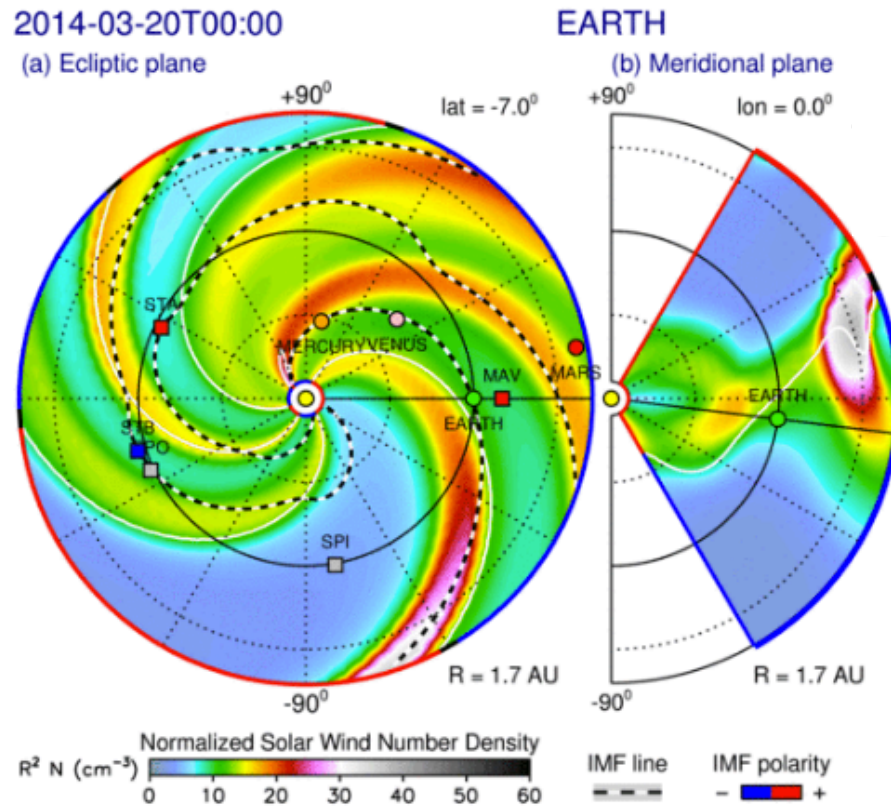 2014-03-20T00:00 EARTH
(a) Ecliptic plane (b) Meridional plane
+90⁰ lat = -7.0⁰ +90⁰ lon = 0.0⁰
STA
MERCURY VENUS
MARS
MAV
EARTH
EARTH
STB
PO
SPI
-90⁰ R = 1.7 AU -90⁰ R = 1.7 AU
Normalized Solar Wind Number Density
R² N (cm⁻³)
0 10 20 30 40 50 60
IMF line
IMF polarity
- +